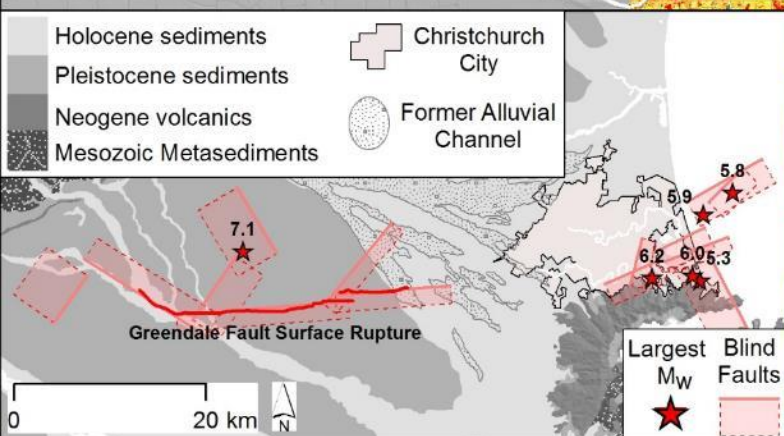 Holocene sediments
Pleistocene sediments
Neogene volcanics
Mesozoic Metasediments
Christchurch
City
Former Alluvial
Channel
5.8
5.9
7.1
6.2
6.0
5.3
Greendale Fault Surface Rupture
0
20 km
N
Largest
Mw
Blind
Faults